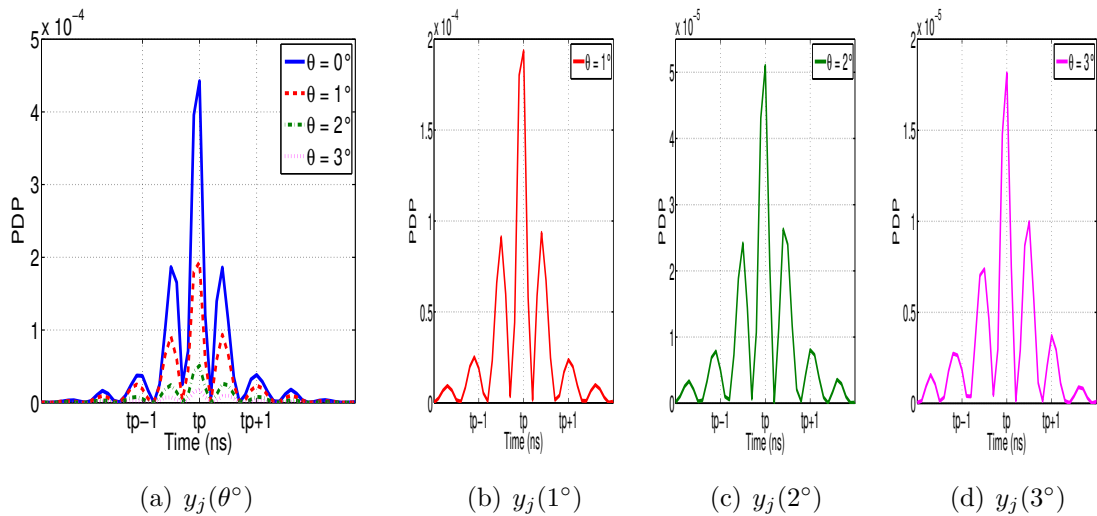 x 10⁻⁴
5
4
3
2
1
0
PDP
tp−1 tp tp+1
Time (ns)
θ = 0°
θ = 1°
θ = 2°
θ = 3°
(a) yⱼ(θ°)
x 10⁻⁴
2
1.5
1
0.5
0
PDP
tp−1 tp tp+1
Time (ns)
θ = 1°
(b) yⱼ(1°)
x 10⁻⁵
5
4
3
2
1
0
PDP
tp−1 tp tp+1
Time (ns)
θ = 2°
(c) yⱼ(2°)
x 10⁻⁵
2
1.5
1
0.5
0
PDP
tp−1 tp tp+1
Time (ns)
θ = 3°
(d) yⱼ(3°)